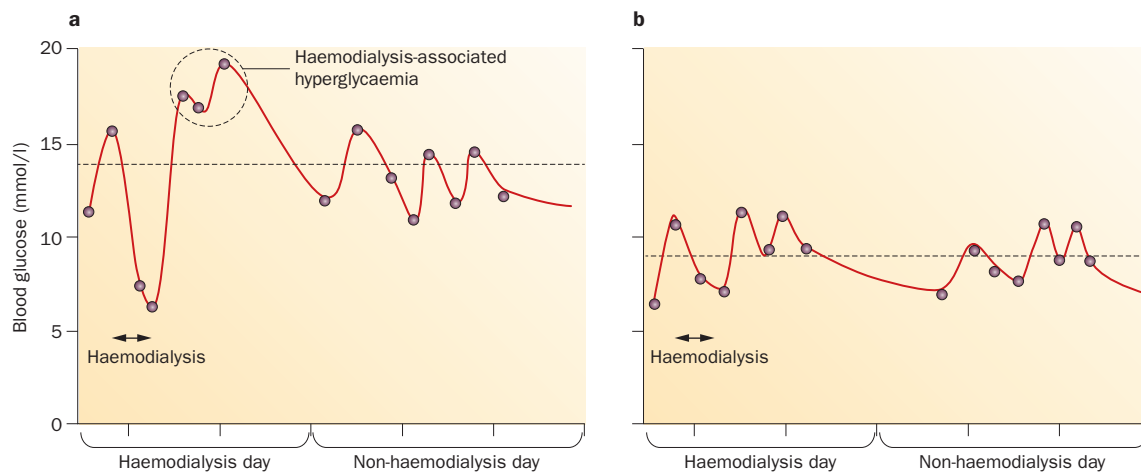 a
b
20
15
10
5
0
Blood glucose (mmol/l)
Haemodialysis-associated
hyperglycaemia
Haemodialysis
Haemodialysis
Haemodialysis day
Non-haemodialysis day
Haemodialysis day
Non-haemodialysis day